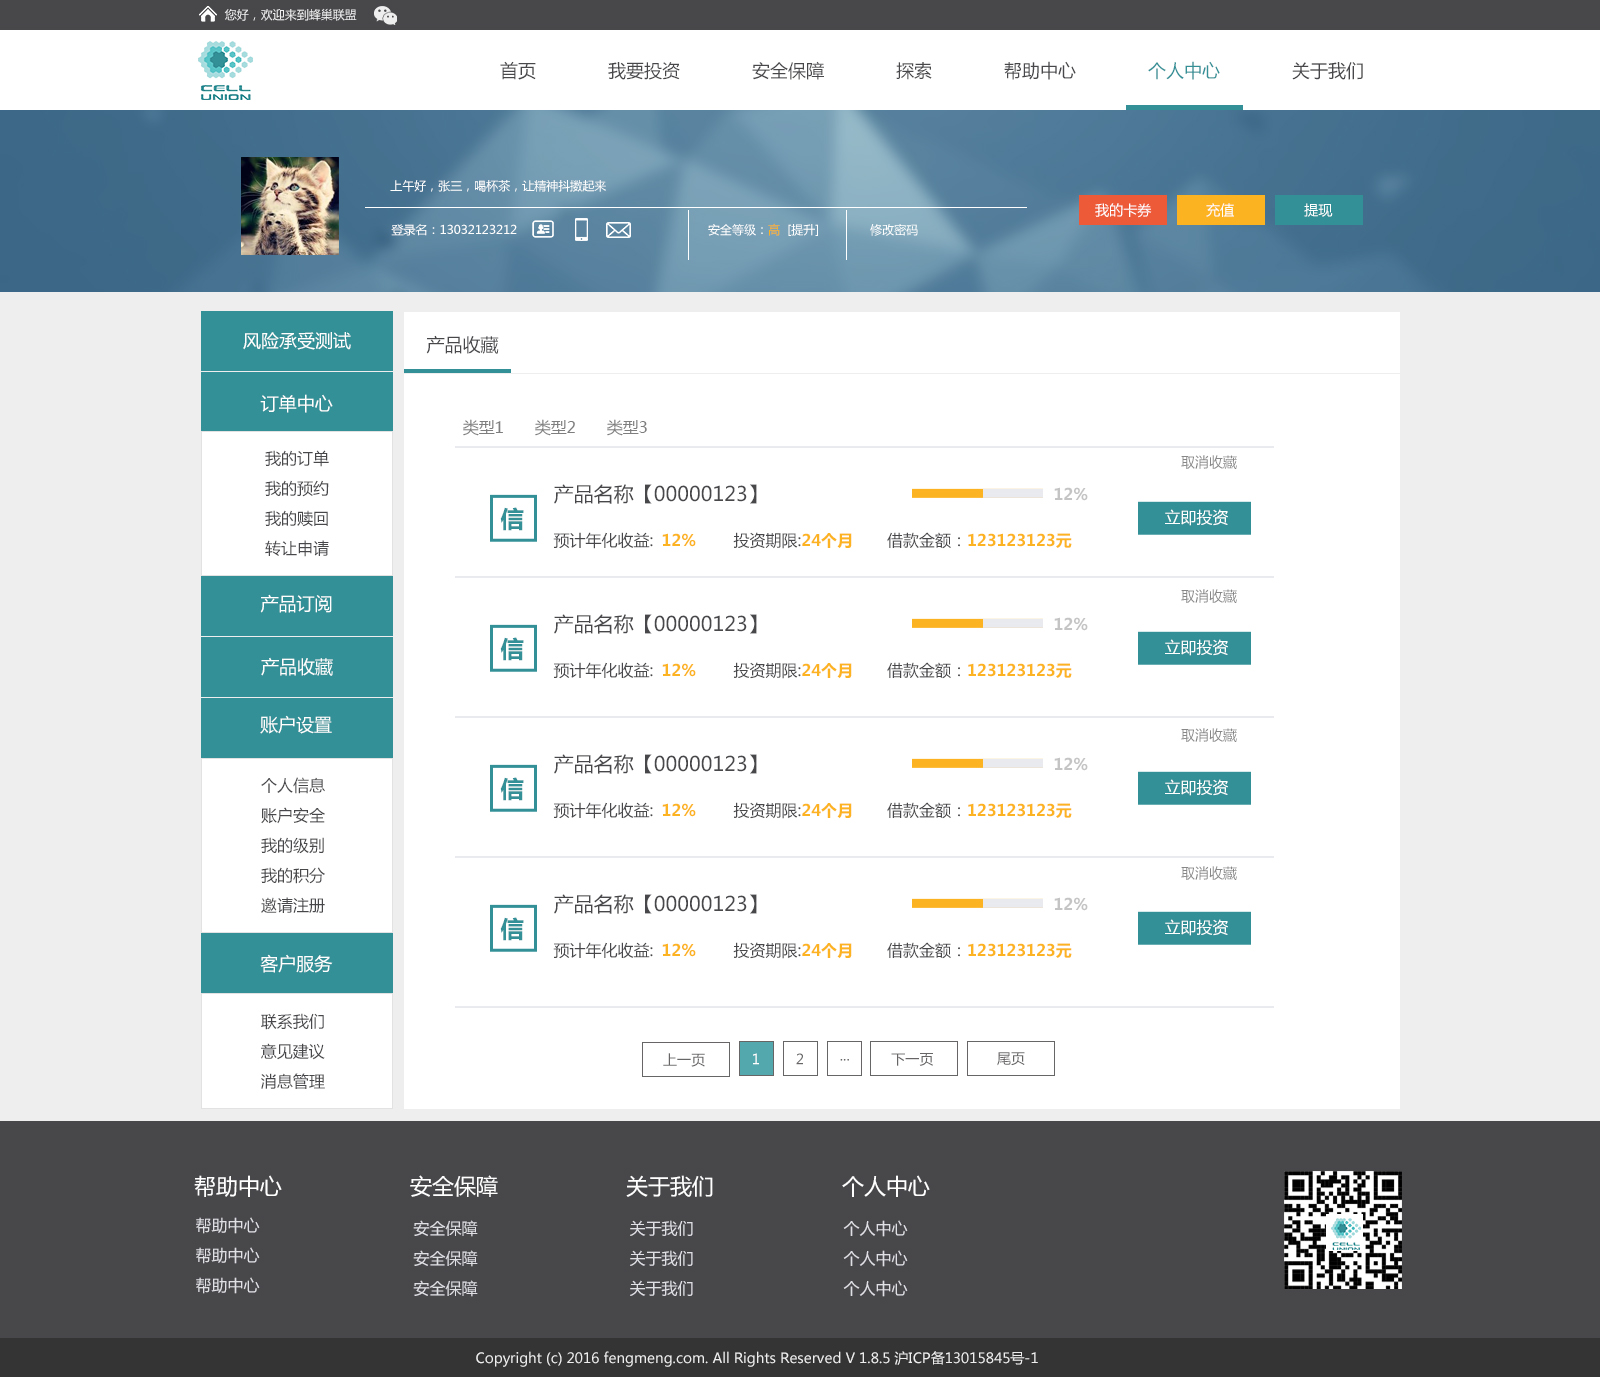 您好，欢迎来到蜂巢联盟
CELL
UNION
首页 我要投资 安全保障 探索 帮助中心 个人中心 关于我们
上午好，张三，喝杯茶，让精神抖擞起来
登录名：13032123212 安全等级：高 [提升] 修改密码
我的卡券 充值 提现
风险承受测试
订单中心
我的订单
我的预约
我的赎回
转让申请
产品订阅
产品收藏
账户设置
个人信息
账户安全
我的级别
我的积分
邀请注册
客户服务
联系我们
意见建议
消息管理
产品收藏
类型1 类型2 类型3
取消收藏
信 产品名称【00000123】 12%
立即投资
预计年化收益: 12% 投资期限:24个月 借款金额：123123123元
取消收藏
信 产品名称【00000123】 12%
立即投资
预计年化收益: 12% 投资期限:24个月 借款金额：123123123元
取消收藏
信 产品名称【00000123】 12%
立即投资
预计年化收益: 12% 投资期限:24个月 借款金额：123123123元
取消收藏
信 产品名称【00000123】 12%
立即投资
预计年化收益: 12% 投资期限:24个月 借款金额：123123123元
上一页 1 2 ... 下一页 尾页
帮助中心 安全保障 关于我们 个人中心
帮助中心 安全保障 关于我们 个人中心
帮助中心 安全保障 关于我们 个人中心
帮助中心 安全保障 关于我们 个人中心
CELL
UNION
Copyright (c) 2016 fengmeng.com. All Rights Reserved V 1.8.5 沪ICP备13015845号-1